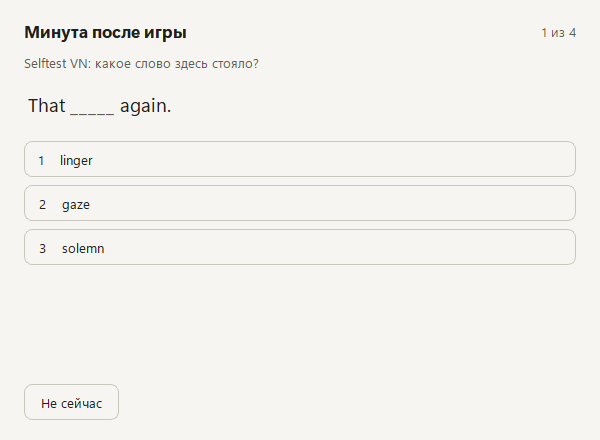 Минута после игры
1 из 4
Selftest VN: какое слово здесь стояло?
That _____ again.
1 linger
2 gaze
3 solemn
Не сейчас